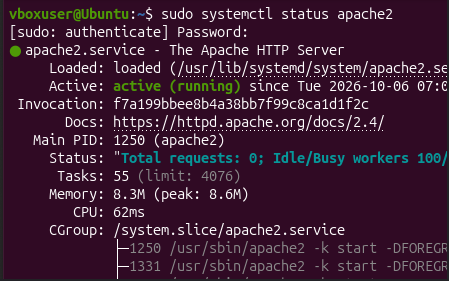 vboxuser@Ubuntu:~$ sudo systemctl status apache2
[sudo: authenticate] Password:
● apache2.service - The Apache HTTP Server
Loaded: loaded (/usr/lib/systemd/system/apache2.se
Active: active (running) since Tue 2026-10-06 07:0
Invocation: f7a199bbee8b4a38bb7f99c8ca1d1f2c
Docs: https://httpd.apache.org/docs/2.4/
Main PID: 1250 (apache2)
Status: "Total requests: 0; Idle/Busy workers 100/
Tasks: 55 (limit: 4076)
Memory: 8.3M (peak: 8.6M)
CPU: 62ms
CGroup: /system.slice/apache2.service
├─1250 /usr/sbin/apache2 -k start -DFOREGR
├─1331 /usr/sbin/apache2 -k start -DFOREGR